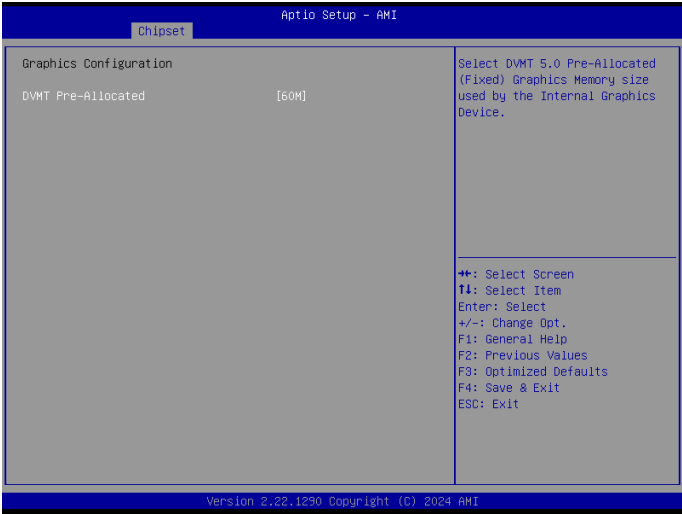 Aptio Setup – AMI
Chipset
Graphics Configuration
DVMT Pre-Allocated [60M]
Select DVMT 5.0 Pre-Allocated
(Fixed) Graphics Memory size
used by the Internal Graphics
Device.
→←: Select Screen
↑↓: Select Item
Enter: Select
+/-: Change Opt.
F1: General Help
F2: Previous Values
F3: Optimized Defaults
F4: Save & Exit
ESC: Exit
Version 2.22.1290 Copyright (C) 2024 AMI